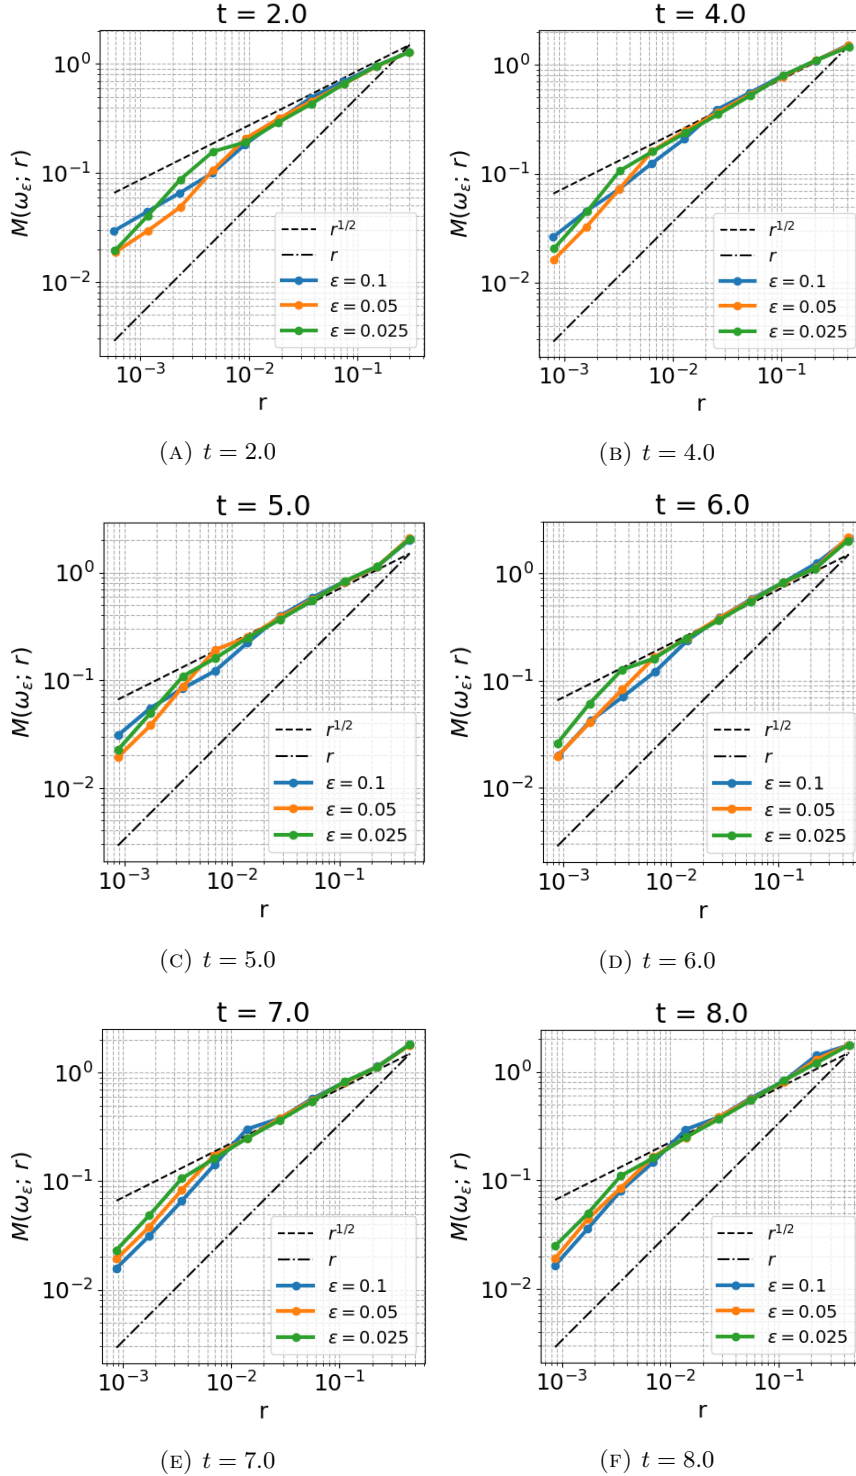 t = 2.0
M(ω_ε; r)
10⁰
10⁻¹
10⁻²
r^{1/2}
r
ε = 0.1
ε = 0.05
ε = 0.025
10⁻³ 10⁻² 10⁻¹
r
(A) t = 2.0
t = 4.0
M(ω_ε; r)
10⁰
10⁻¹
10⁻²
r^{1/2}
r
ε = 0.1
ε = 0.05
ε = 0.025
10⁻³ 10⁻² 10⁻¹
r
(B) t = 4.0
t = 5.0
M(ω_ε; r)
10⁰
10⁻¹
10⁻²
r^{1/2}
r
ε = 0.1
ε = 0.05
ε = 0.025
10⁻³ 10⁻² 10⁻¹
r
(C) t = 5.0
t = 6.0
M(ω_ε; r)
10⁰
10⁻¹
10⁻²
r^{1/2}
r
ε = 0.1
ε = 0.05
ε = 0.025
10⁻³ 10⁻² 10⁻¹
r
(D) t = 6.0
t = 7.0
M(ω_ε; r)
10⁰
10⁻¹
10⁻²
r^{1/2}
r
ε = 0.1
ε = 0.05
ε = 0.025
10⁻³ 10⁻² 10⁻¹
r
(E) t = 7.0
t = 8.0
M(ω_ε; r)
10⁰
10⁻¹
10⁻²
r^{1/2}
r
ε = 0.1
ε = 0.05
ε = 0.025
10⁻³ 10⁻² 10⁻¹
r
(F) t = 8.0